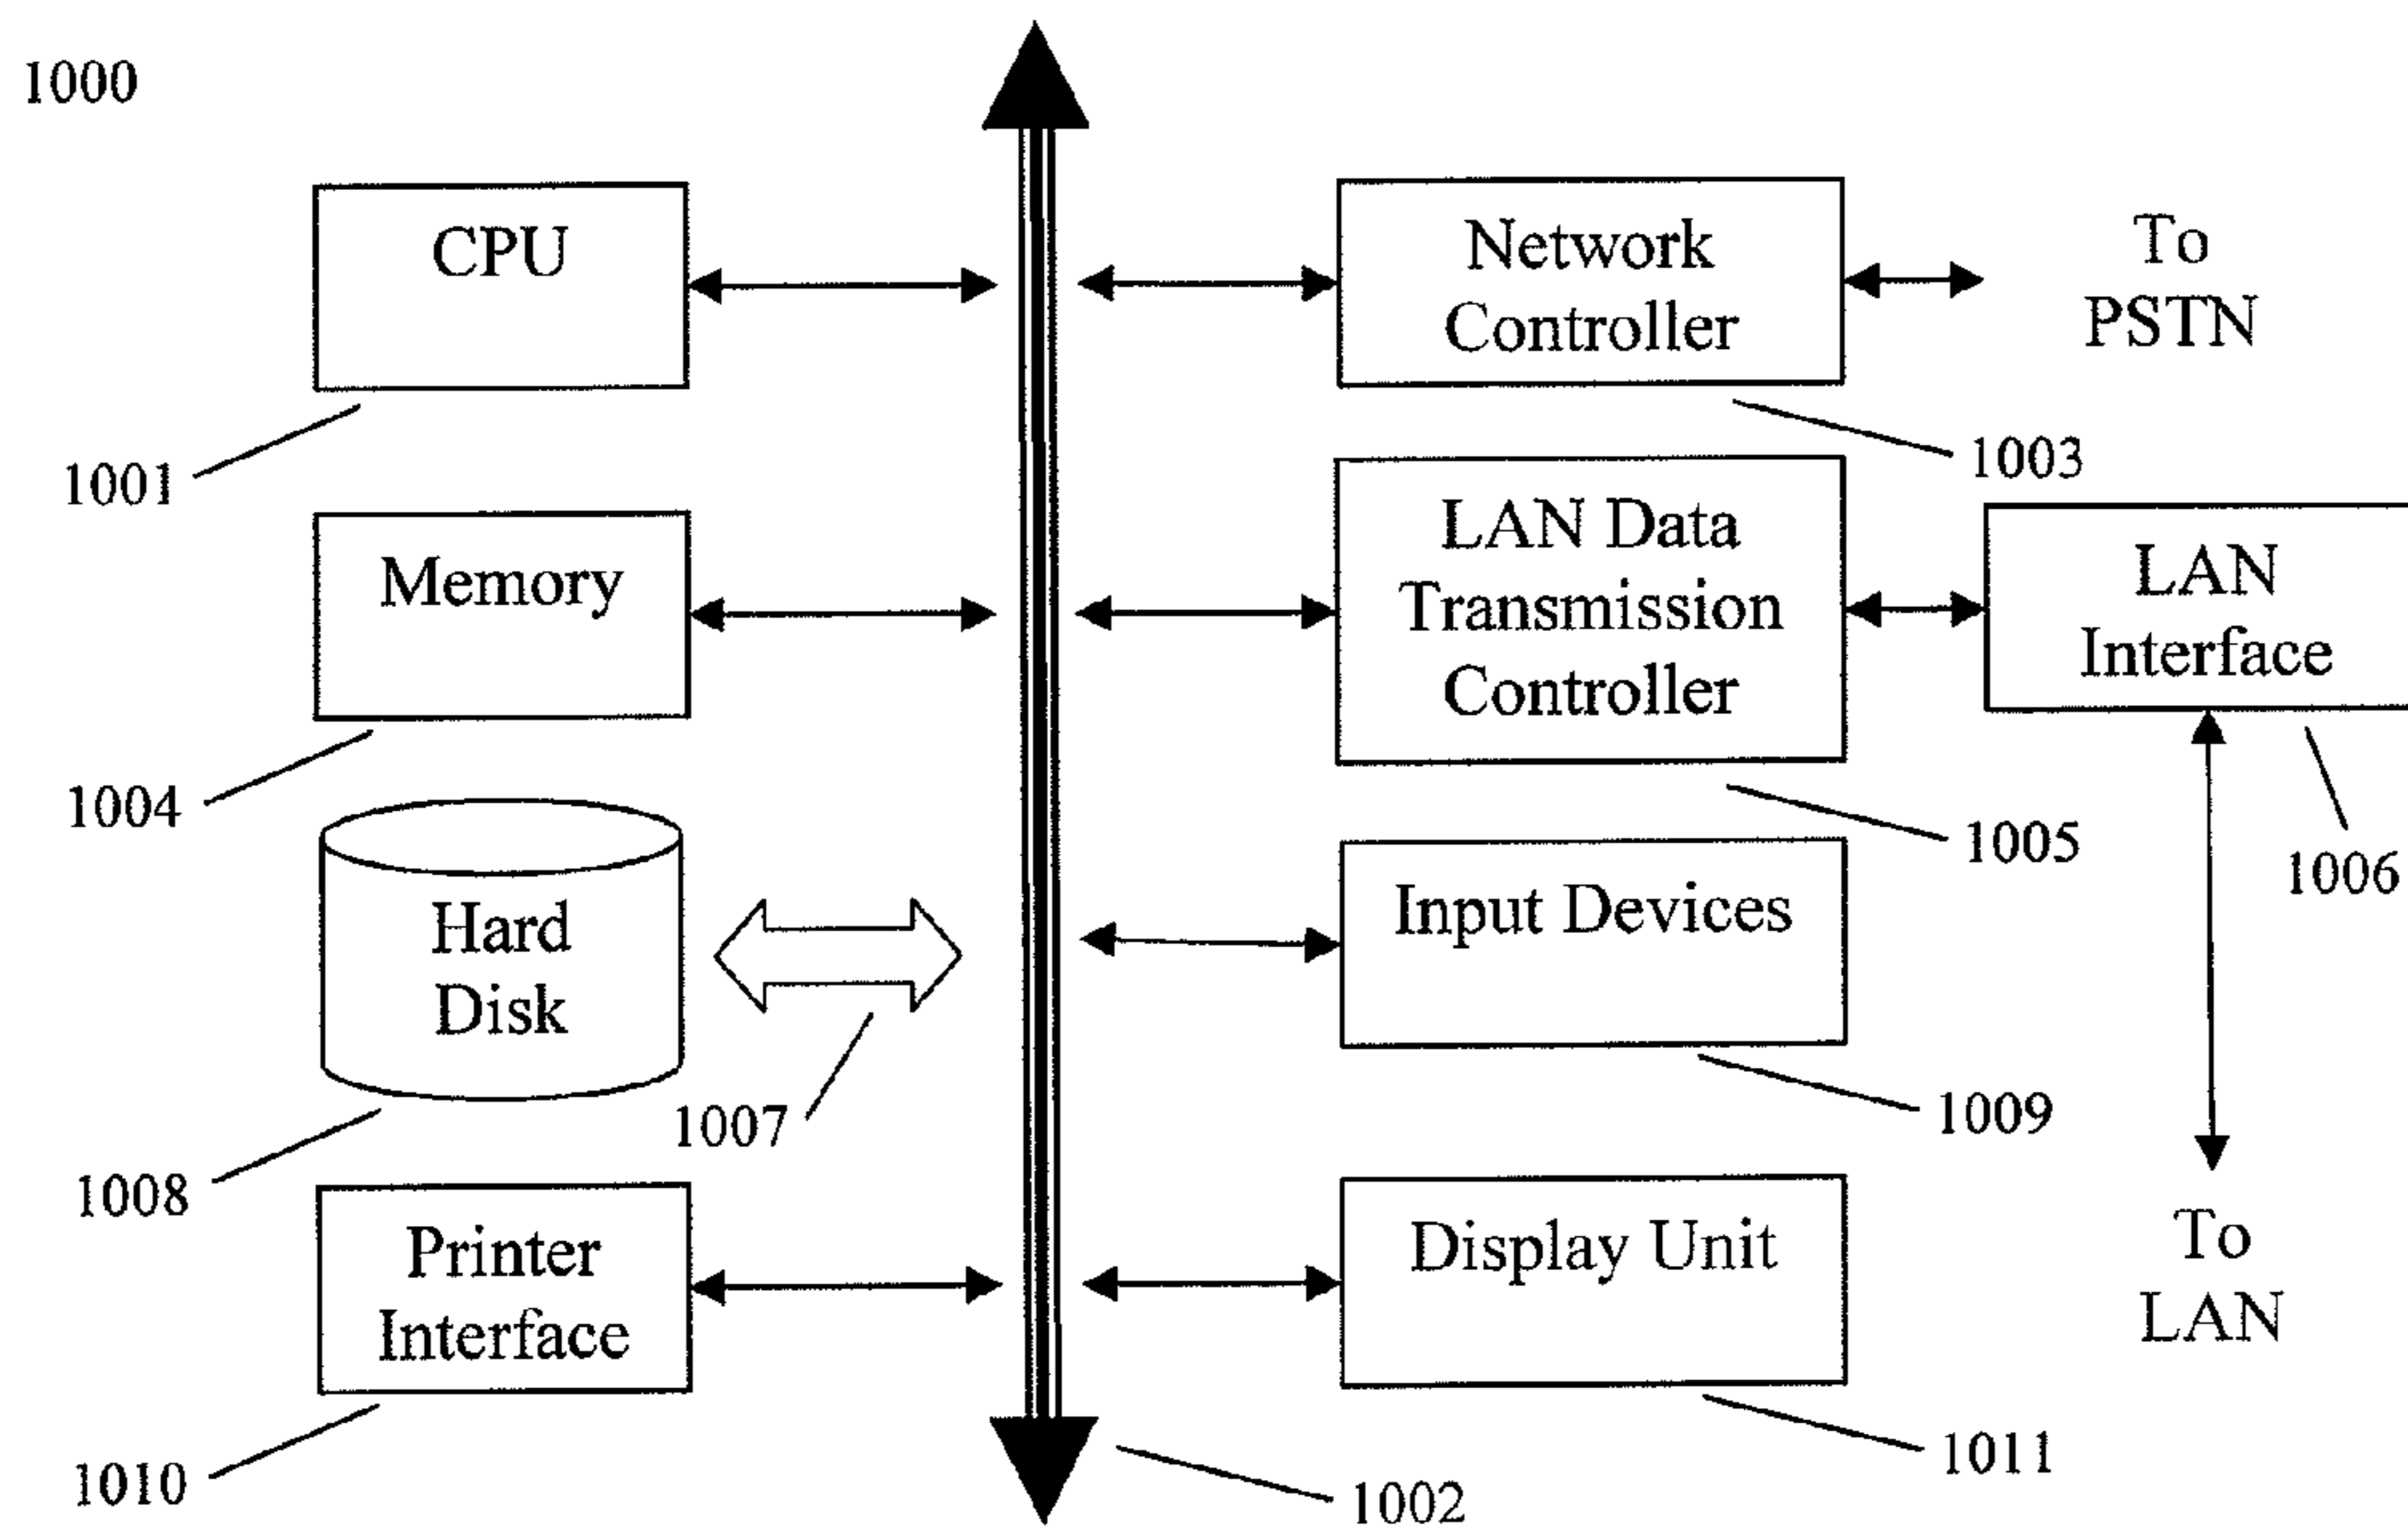 1000
CPU
1001
Network
Controller
To
PSTN
1003
Memory
1004
LAN Data
Transmission
Controller
1005
LAN
Interface
1006
Hard
Disk
1007
1008
Input Devices
1009
Printer
Interface
1010
Display Unit
1011
To
LAN
1002